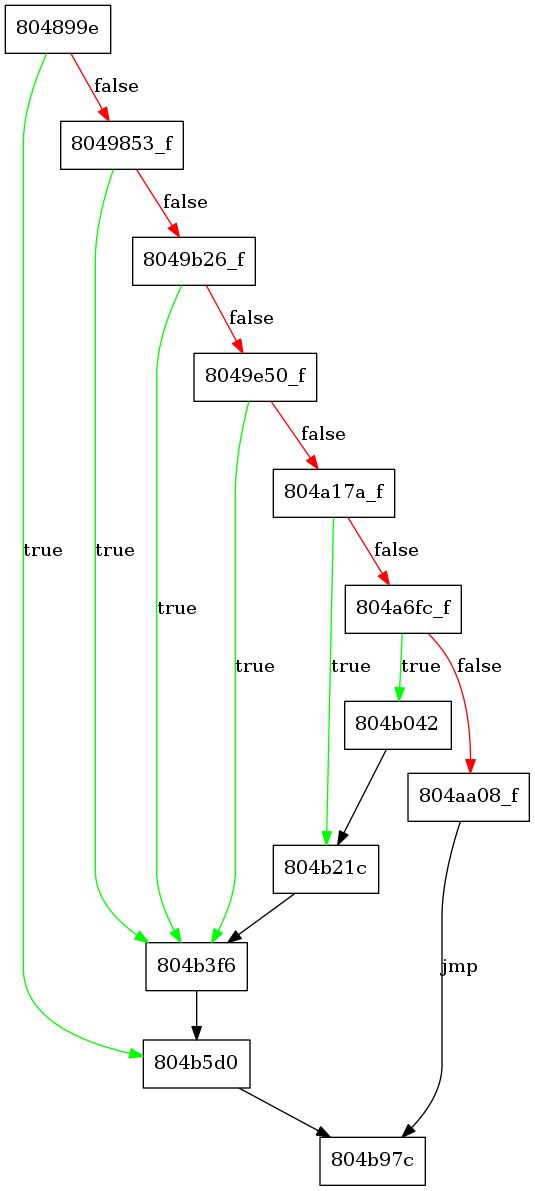 804899e
false
8049853_f
false
8049b26_f
false
8049e50_f
false
804a17a_f
true
true
false
804a6fc_f
true
true
true
true
false
804b042
804aa08_f
804b21c
804b3f6
jmp
804b5d0
804b97c